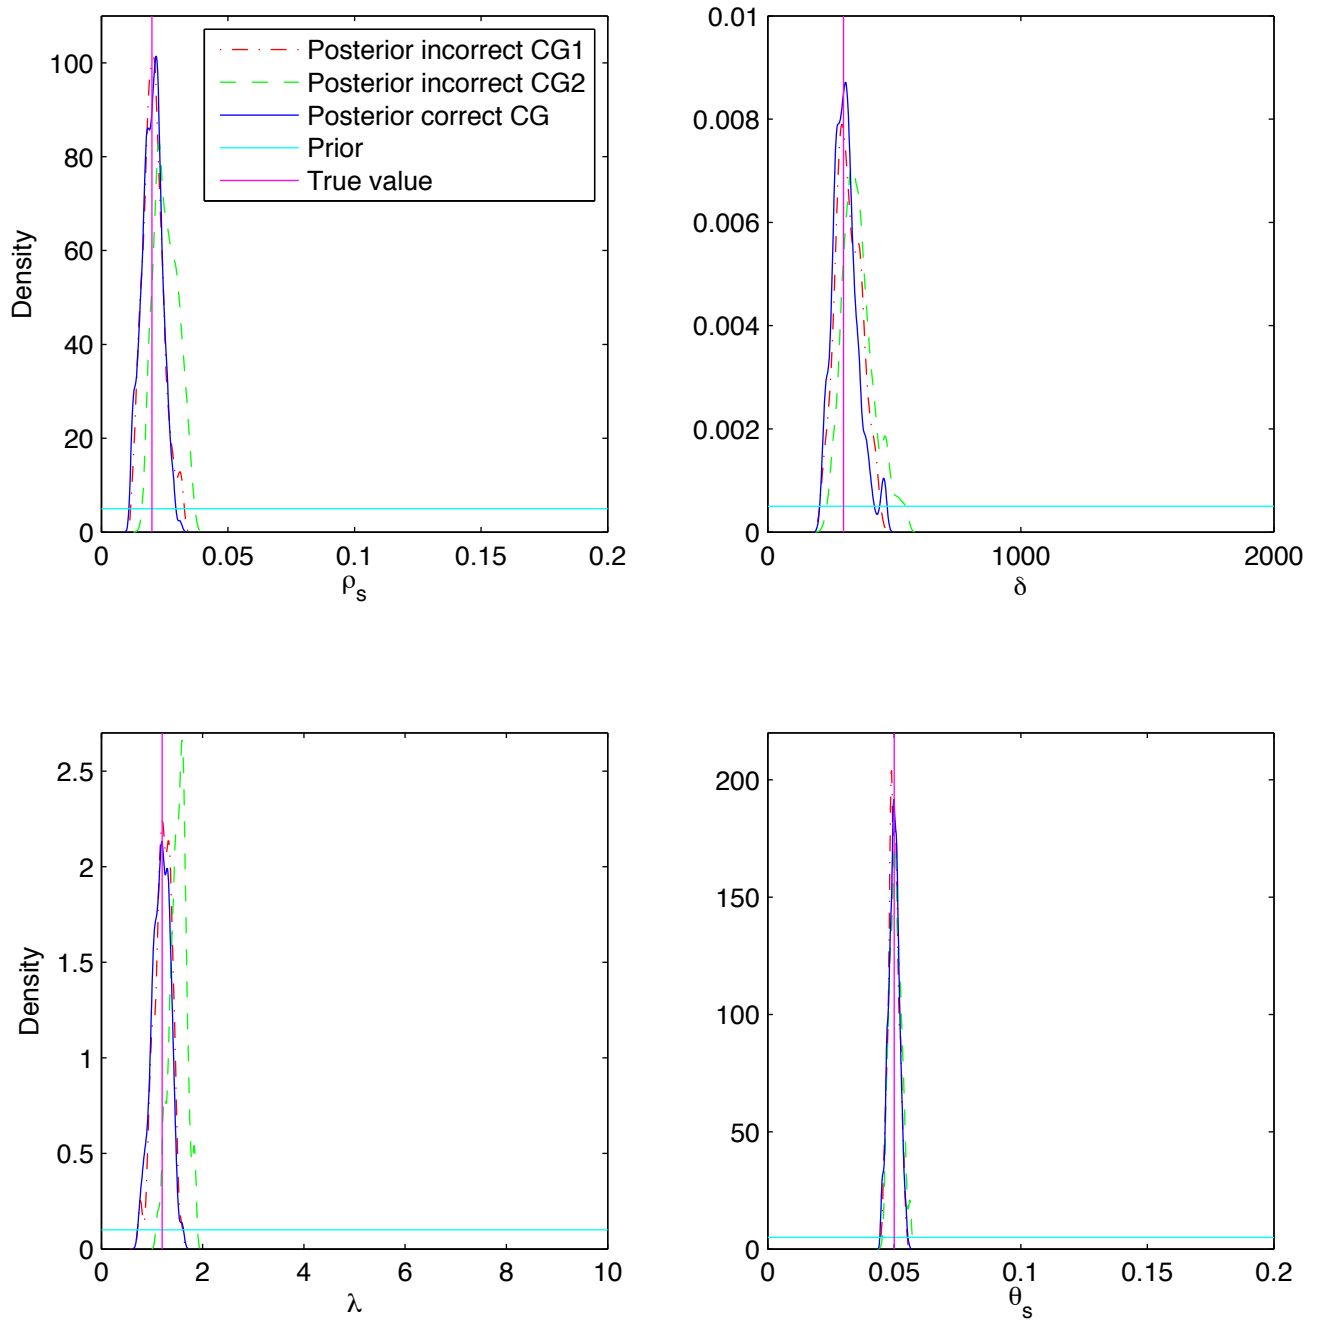 Posterior incorrect CG1
Posterior incorrect CG2
Posterior correct CG
Prior
True value
Density
100
80
60
40
20
0
0 0.05 0.1 0.15 0.2
ρs
0.01
0.008
0.006
0.004
0.002
0
0 1000 2000
δ
Density
2.5
2
1.5
1
0.5
0
0 2 4 6 8 10
λ
200
150
100
50
0
0 0.05 0.1 0.15 0.2
θs